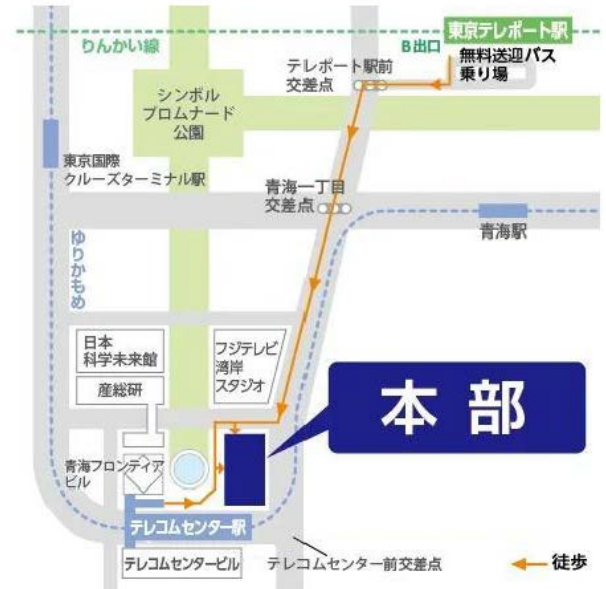 東京テレポート駅
りんかい線
B出口
無料送迎バス
乗り場
テレポート駅前
交差点
シンボル
プロムナード
公園
東京国際
クルーズターミナル駅
青海一丁目
交差点
青海駅
ゆりかもめ
日本
科学未来館
フジテレビ
湾岸
スタジオ
産総研
本部
青海フロンティア
ビル
テレコムセンター駅
テレコムセンタービル
テレコムセンター前交差点
徒歩